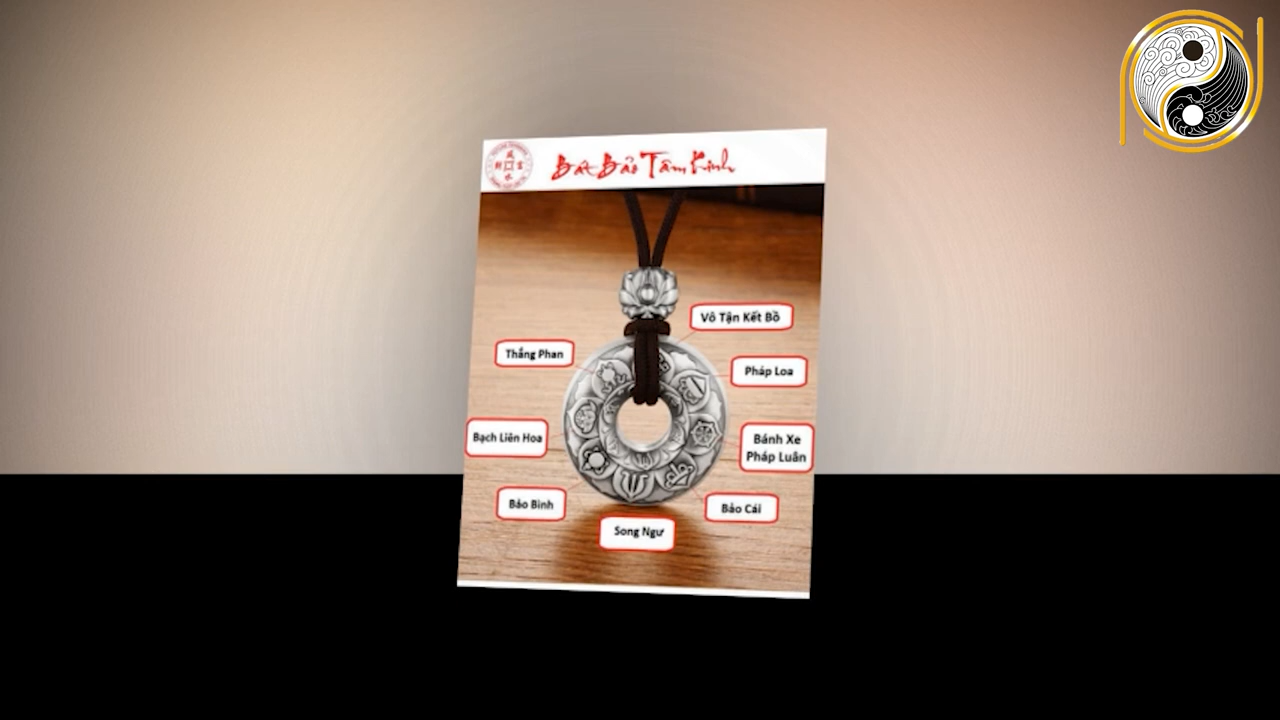 Bát Bảo Tâm Kinh
Vô Tận Kết Bồ
Thắng Phan
Pháp Loa
Bạch Liên Hoa
Bánh Xe
Pháp Luân
Bảo Bình
Bảo Cái
Song Ngư